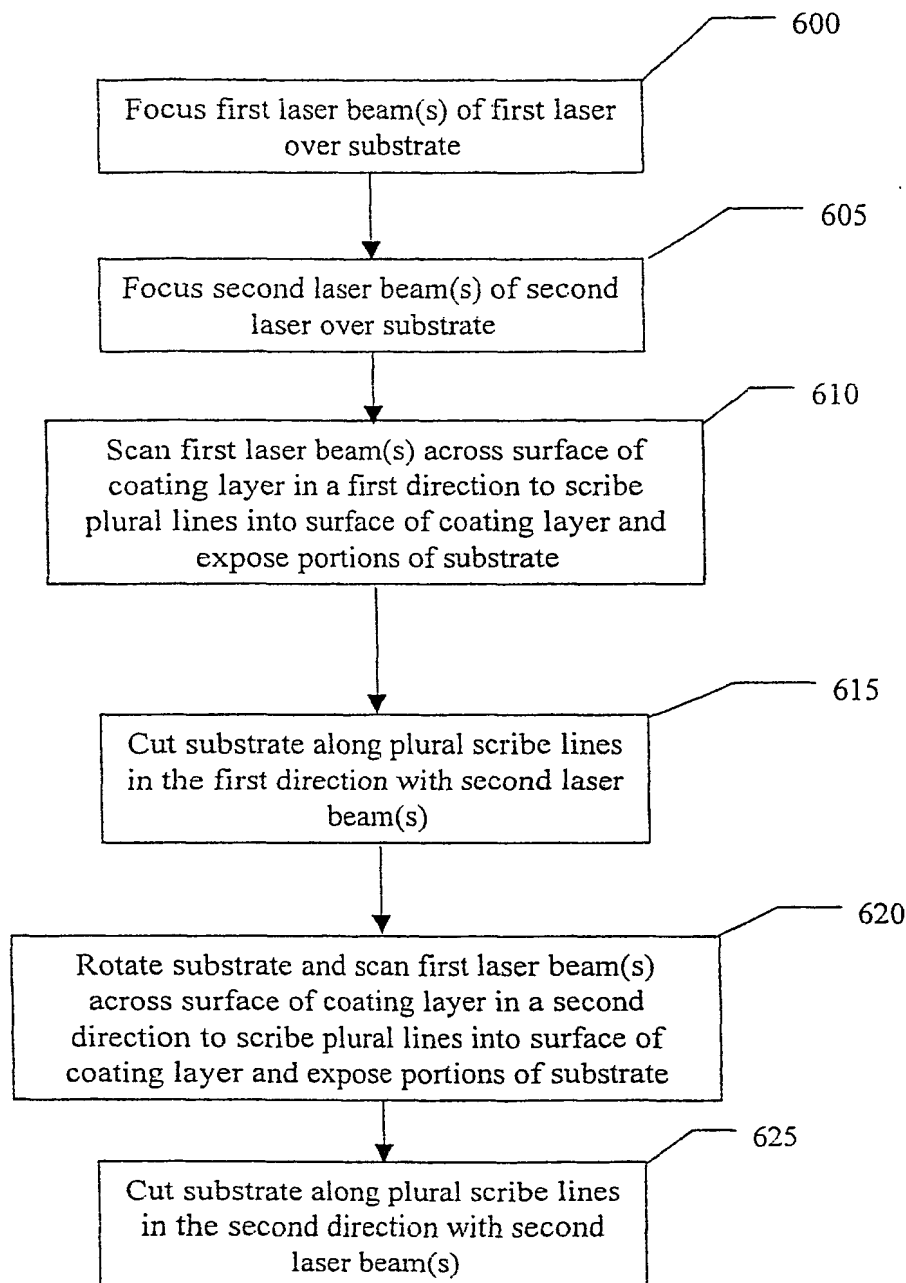 600
Focus first laser beam(s) of first laser
over substrate
605
Focus second laser beam(s) of second
laser over substrate
610
Scan first laser beam(s) across surface of
coating layer in a first direction to scribe
plural lines into surface of coating layer and
expose portions of substrate
615
Cut substrate along plural scribe lines
in the first direction with second laser
beam(s)
620
Rotate substrate and scan first laser beam(s)
across surface of coating layer in a second
direction to scribe plural lines into surface of
coating layer and expose portions of substrate
625
Cut substrate along plural scribe lines
in the second direction with second
laser beam(s)